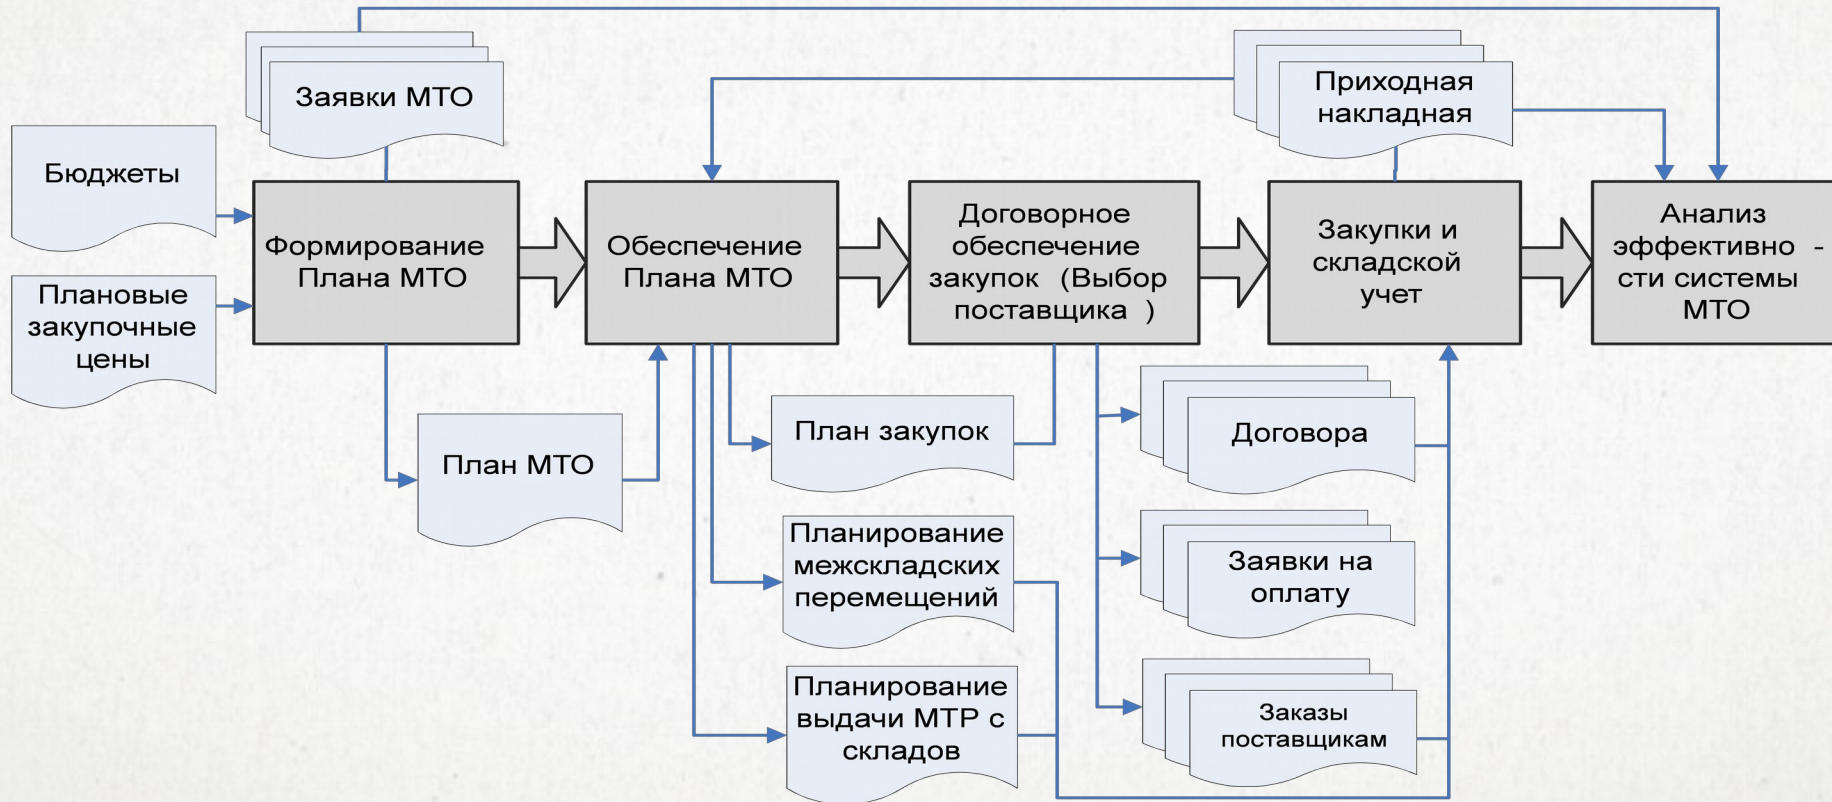 Заявки МТО
Приходная
накладная
Бюджеты
Плановые
закупочные
цены
Формирование
Плана МТО
Обеспечение
Плана МТО
Договорное
обеспечение
закупок (Выбор
поставщика )
Закупки и
складской
учет
Анализ
эффективно -
сти системы
МТО
План МТО
План закупок
Планирование
межскладских
перемещений
Планирование
выдачи МТР с
складов
Договора
Заявки на
оплату
Заказы
поставщикам